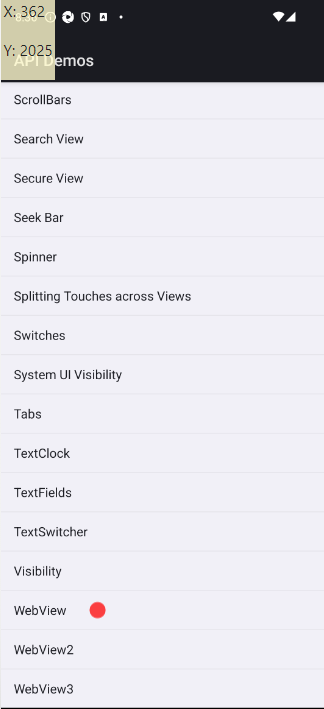 X: 362
Y: 2025
API Demos
ScrollBars
Search View
Secure View
Seek Bar
Spinner
Splitting Touches across Views
Switches
System UI Visibility
Tabs
TextClock
TextFields
TextSwitcher
Visibility
WebView
WebView2
WebView3